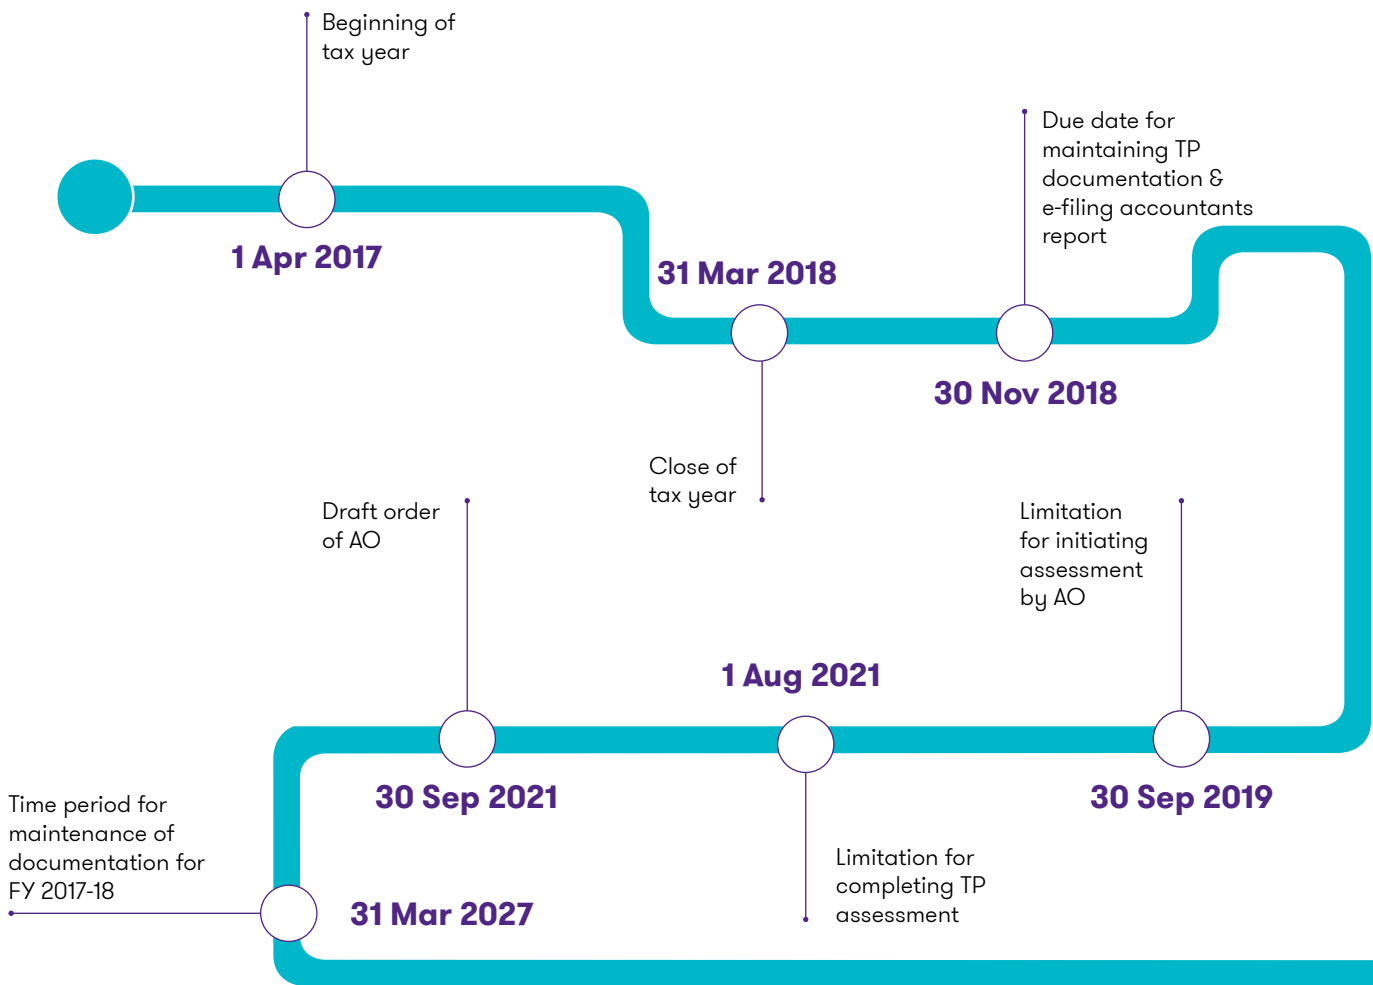 Beginning of
tax year
1 Apr 2017
31 Mar 2018
Close of
tax year
Due date for
maintaining TP
documentation &
e-filing accountants
report
30 Nov 2018
Limitation
for initiating
assessment
by AO
30 Sep 2019
1 Aug 2021
Limitation for
completing TP
assessment
Draft order
of AO
30 Sep 2021
Time period for
maintenance of
documentation for
FY 2017-18
31 Mar 2027